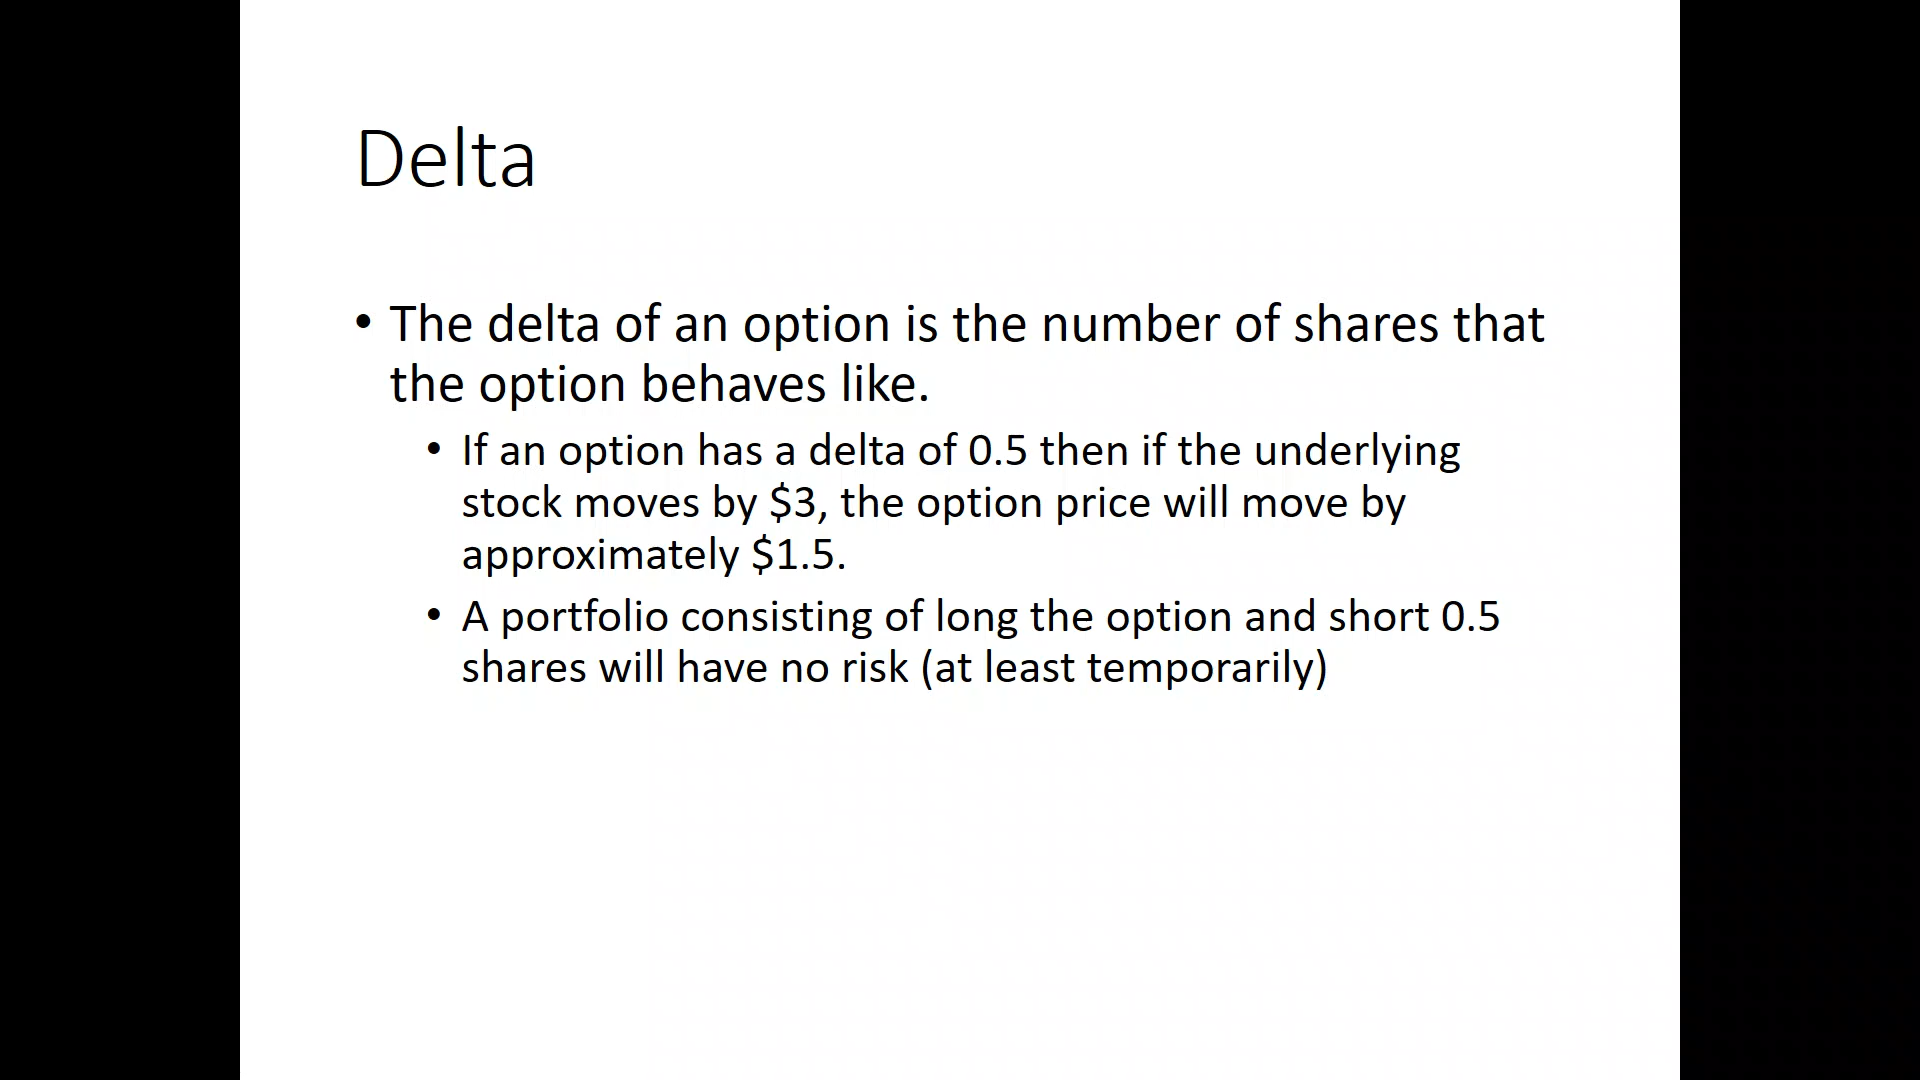 Delta
• The delta of an option is the number of shares that
the option behaves like.
• If an option has a delta of 0.5 then if the underlying
stock moves by $3, the option price will move by
approximately $1.5.
• A portfolio consisting of long the option and short 0.5
shares will have no risk (at least temporarily)